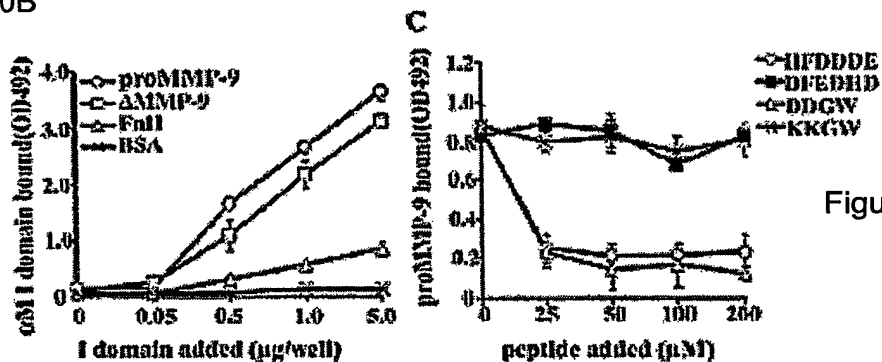 0B
C
αM I domain bound(OD492)
4.0
3.0
2.0
1.0
0
proMMP-9
ΔMMP-9
FnII
BSA
0 0.05 0.5 1.0 5.0
I domain added (μg/well)
proMMP-9 bound(OD492)
1.2
1.0
0.8
0.6
0.4
0.2
0
HFDDDE
DFEDHD
DDGW
KKGW
0 25 50 100 200
peptide added (μM)
Figu